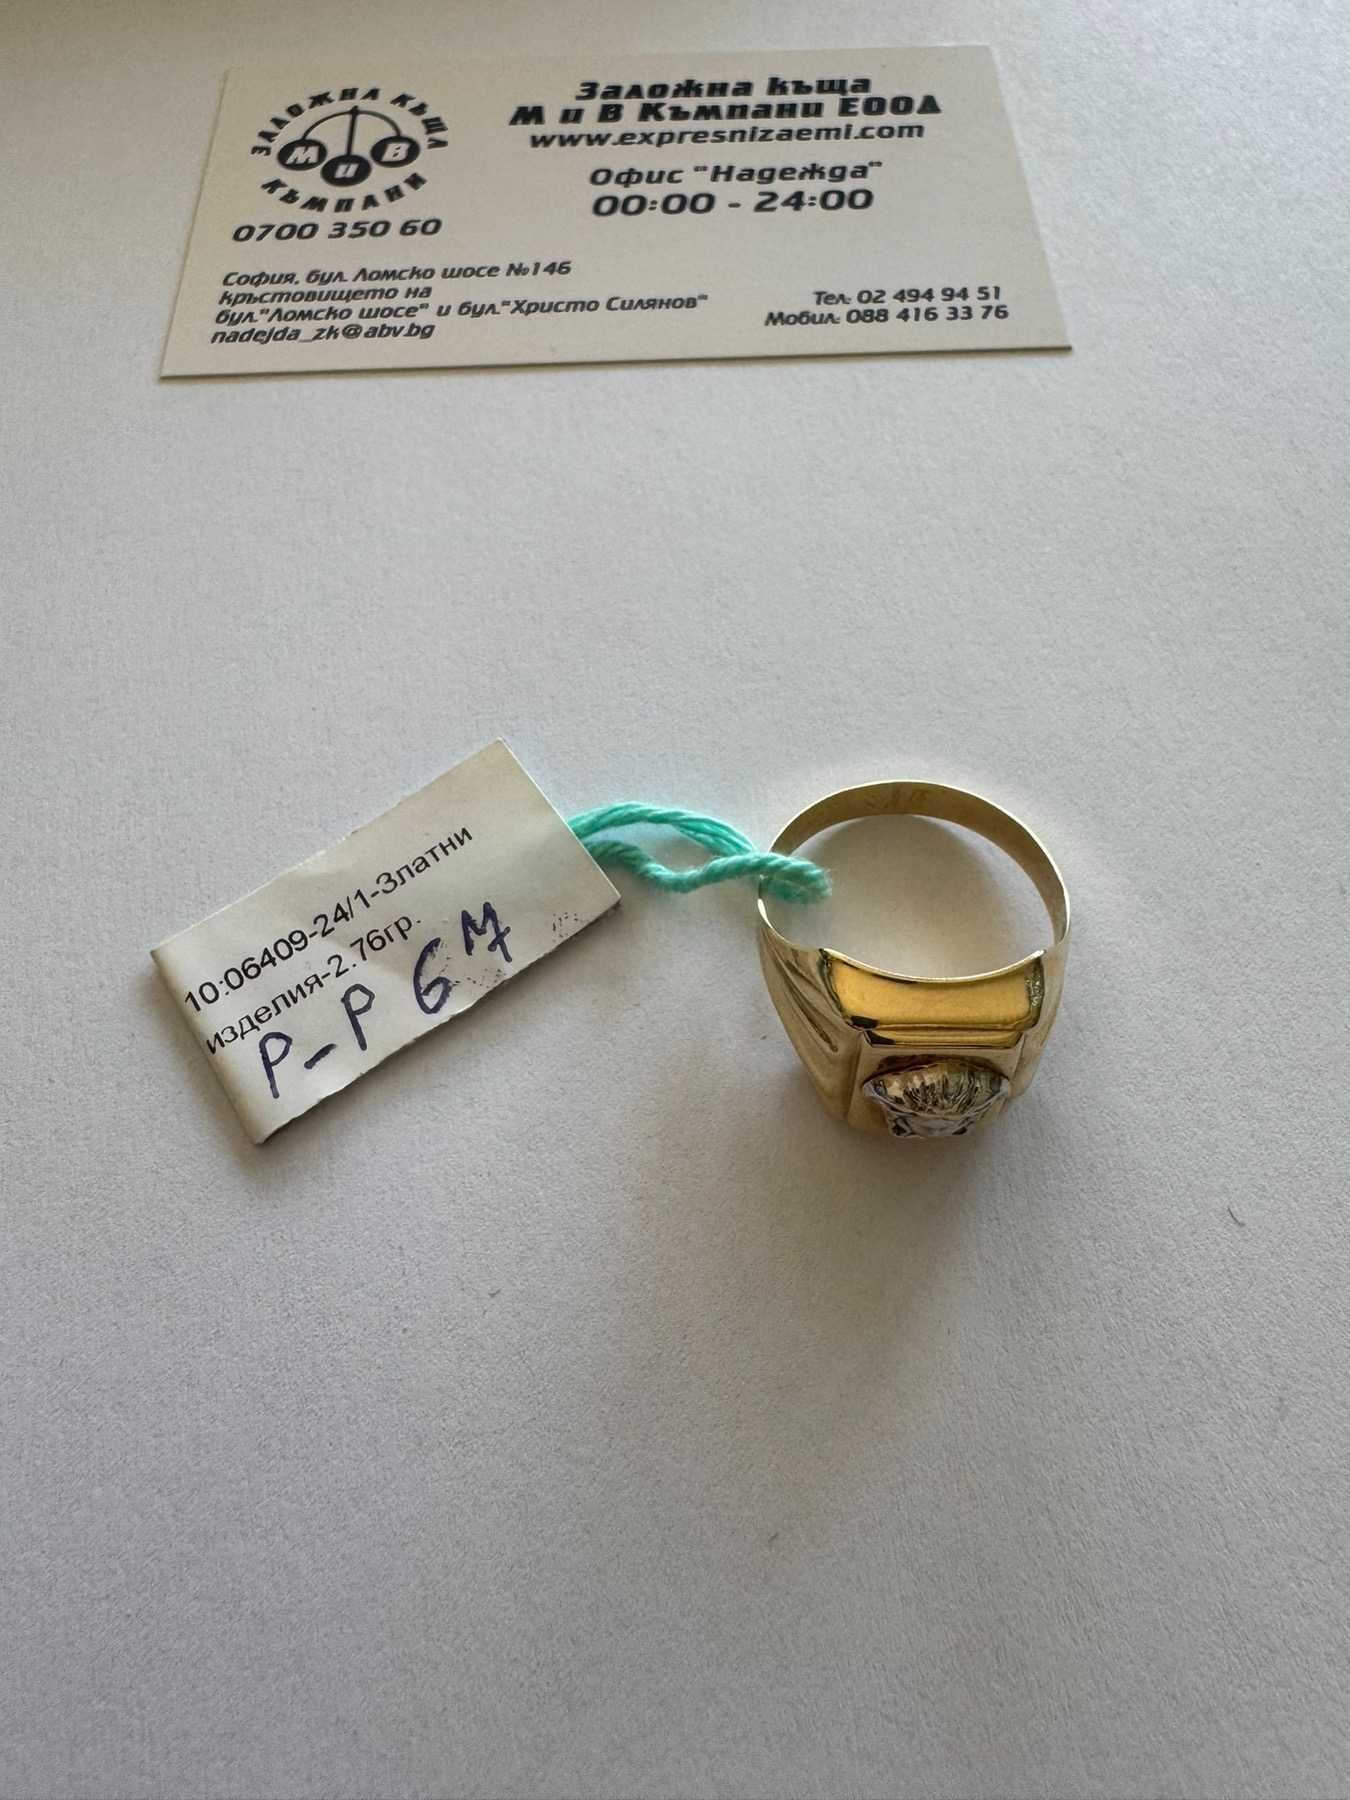 ЗАЛОЖНА КЪЩА
М и В
КЪМПАНИ
0700 350 60
Заложна къща
М и В Къмпани ЕООД
www.expresnizaemi.com
Офис "Надежда"
00:00 - 24:00
София, бул. Ломско шосе №146
кръстовището на
бул."Ломско шосе" и бул."Христо Силянов"
nadejda_zk@abv.bg
Тел.: 02 494 94 51
Мобил.: 088 416 33 76
10:06409-24/1-Златни
изделия-2.76гр.
Р-Р 67